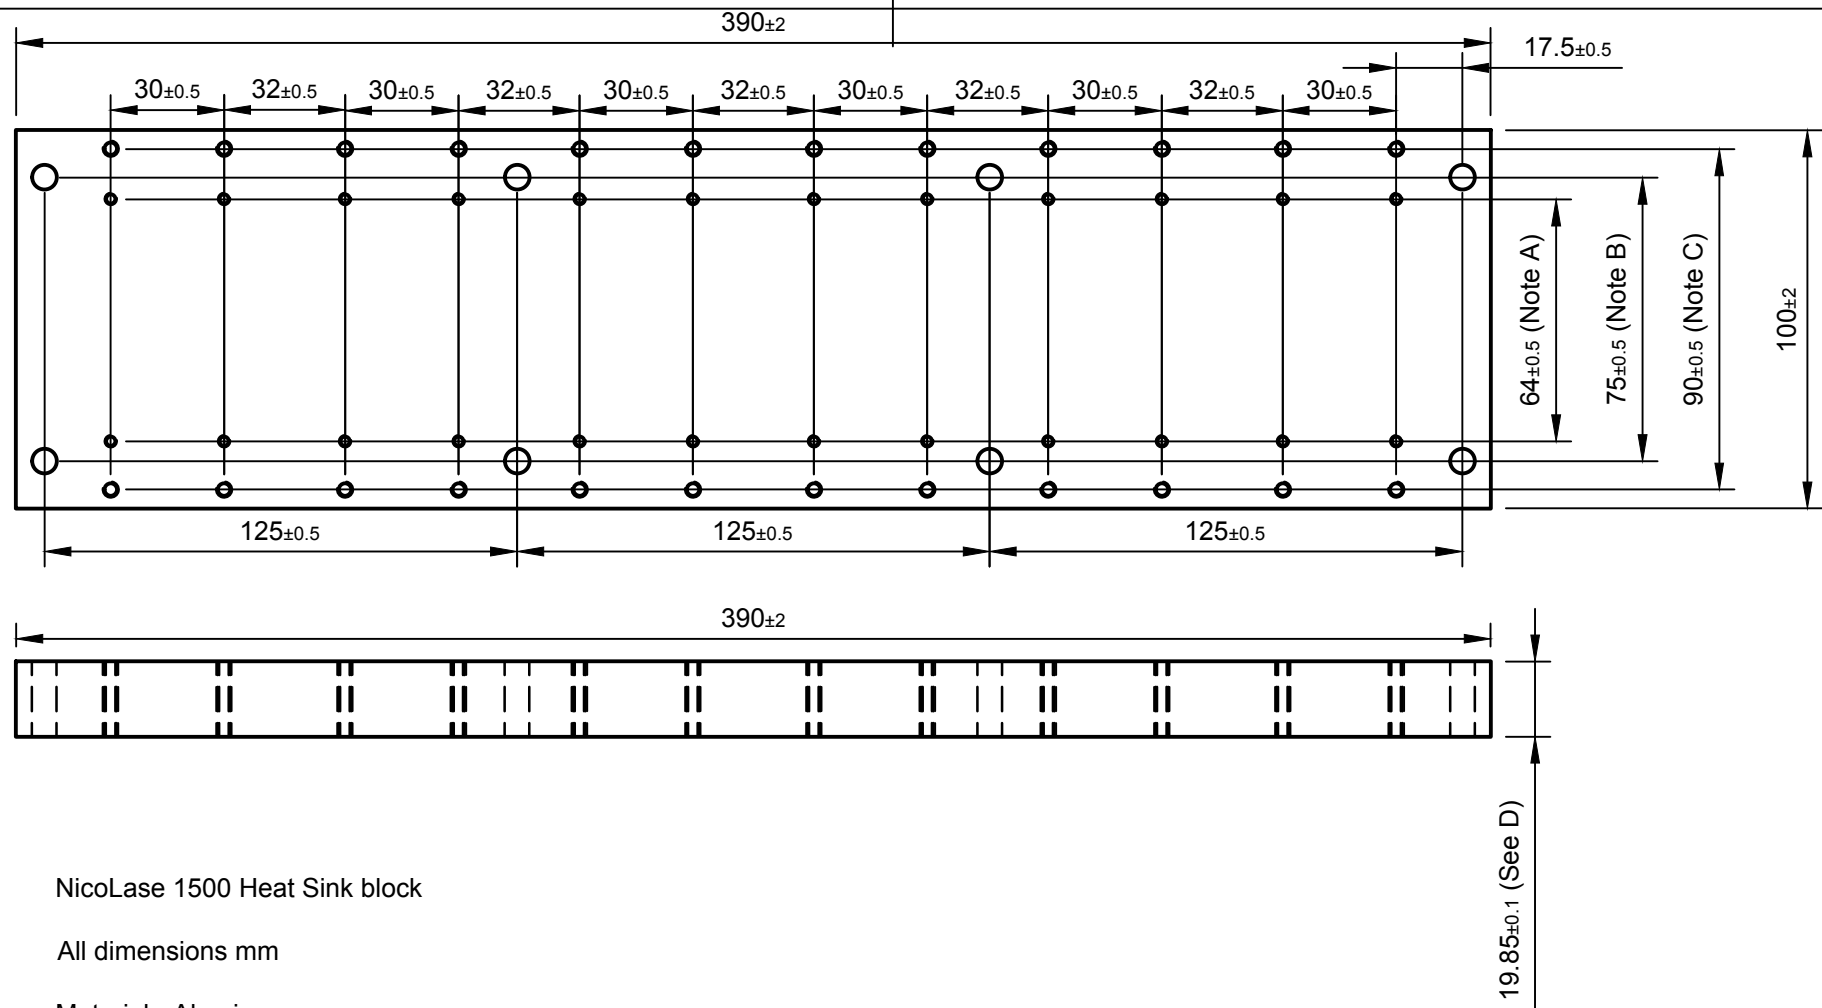 390±2
17.5±0.5
30±0.5 32±0.5 30±0.5 32±0.5 30±0.5 32±0.5 30±0.5 32±0.5 30±0.5 32±0.5 30±0.5
64±0.5 (Note A)
75±0.5 (Note B)
90±0.5 (Note C)
100±2
125±0.5 125±0.5 125±0.5
390±2
19.85±0.1 (See D)
NicoLase 1500 Heat Sink block
All dimensions mm